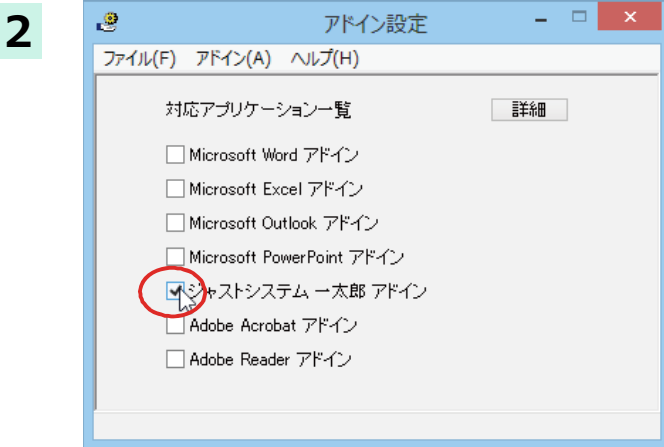 2
アドイン設定
ファイル(F) アドイン(A) ヘルプ(H)
対応アプリケーション一覧 詳細
Microsoft Word アドイン
Microsoft Excel アドイン
Microsoft Outlook アドイン
Microsoft PowerPoint アドイン
ジャストシステム 一太郎 アドイン
Adobe Acrobat アドイン
Adobe Reader アドイン